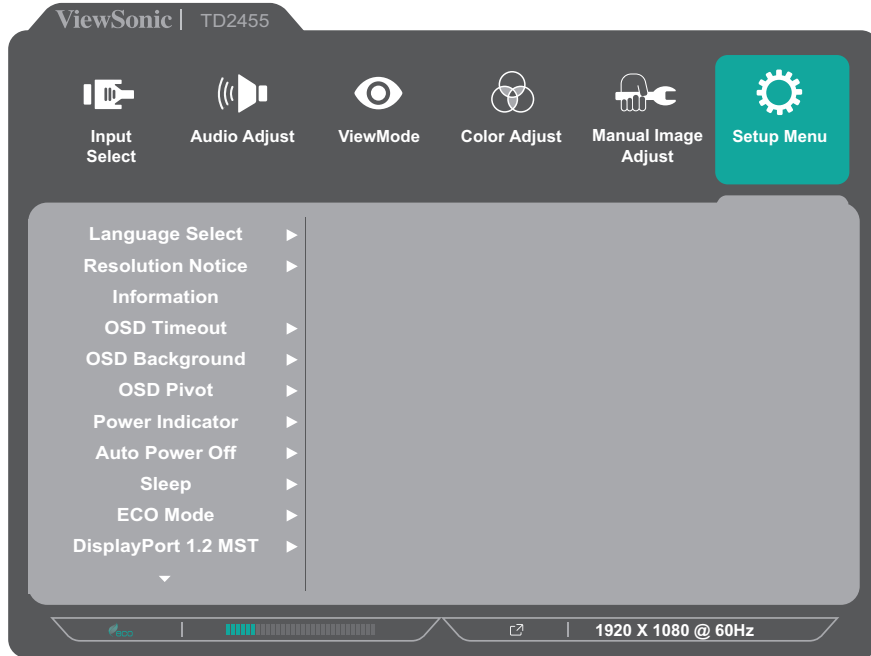 ViewSonic | TD2455
Input
Select
Audio Adjust
ViewMode
Color Adjust
Manual Image
Adjust
Setup Menu
Language Select
Resolution Notice
Information
OSD Timeout
OSD Background
OSD Pivot
Power Indicator
Auto Power Off
Sleep
ECO Mode
DisplayPort 1.2 MST
eco
1920 X 1080 @ 60Hz